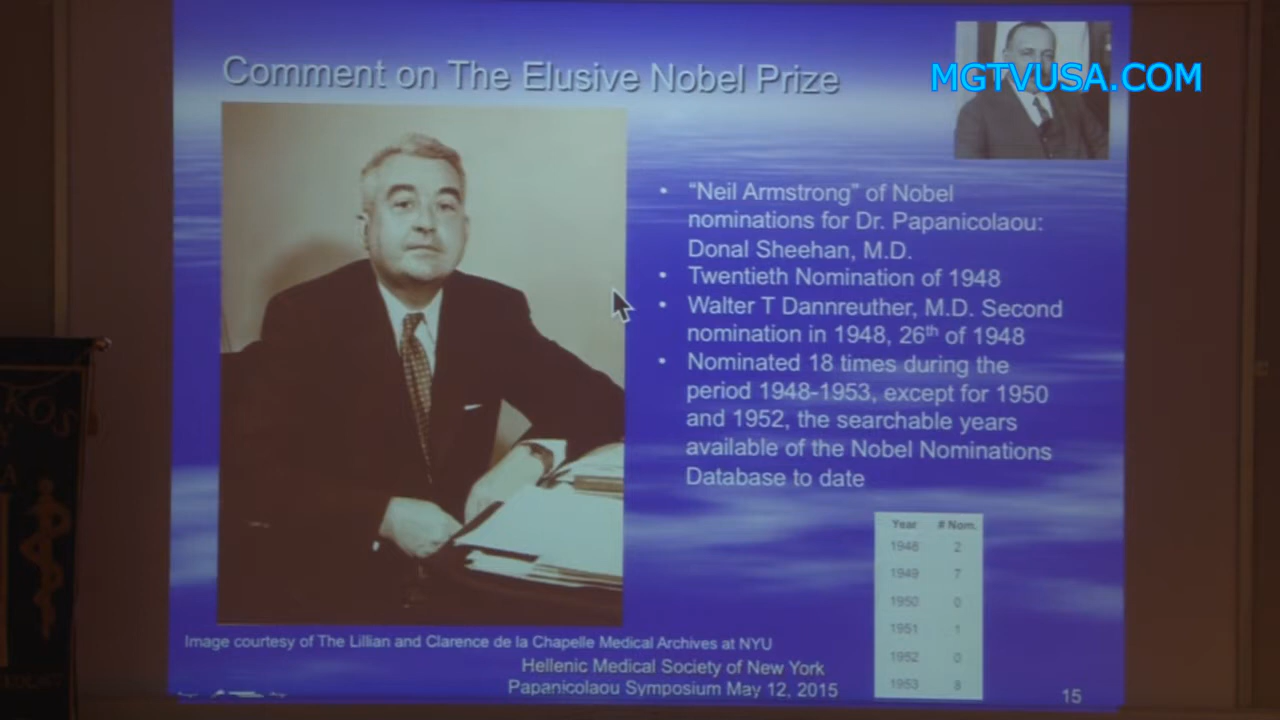 Comment on The Elusive Nobel Prize
MGTVUSA.COM
• "Neil Armstrong" of Nobel
nominations for Dr. Papanicolaou:
Donal Sheehan, M.D.
• Twentieth Nomination of 1948
• Walter T Dannreuther, M.D. Second
nomination in 1948, 26th of 1948
• Nominated 18 times during the
period 1948-1953, except for 1950
and 1952, the searchable years
available of the Nobel Nominations
Database to date
Year # Nom.
1948 2
1949 7
1950 0
1951 1
1952 0
1953 8
Image courtesy of The Lillian and Clarence de la Chapelle Medical Archives at NYU
Hellenic Medical Society of New York
Papanicolaou Symposium May 12, 2015
15